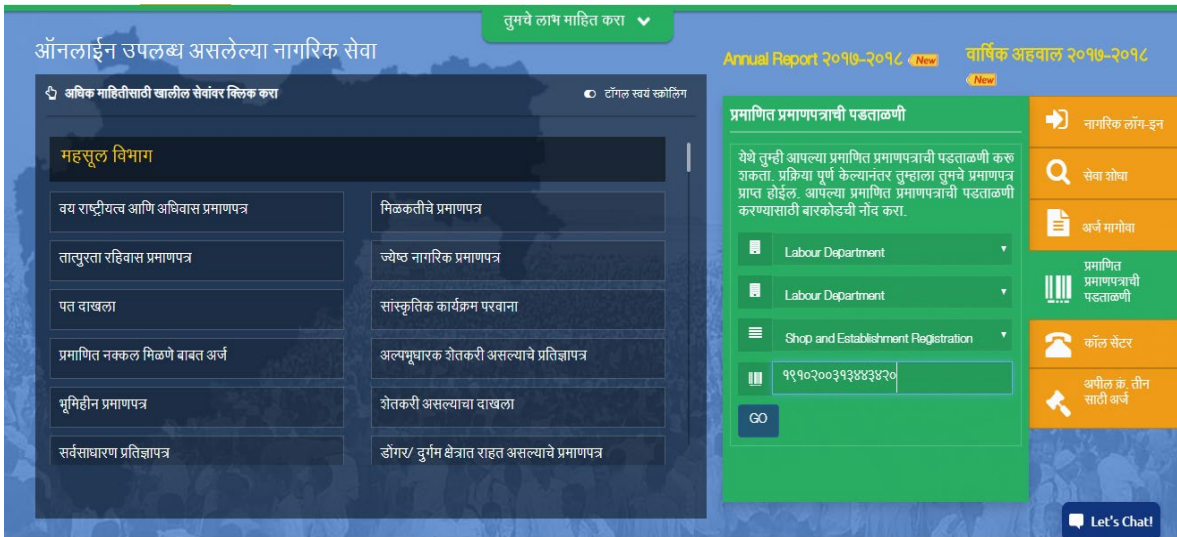 तुमचे लाभ माहित करा
ऑनलाईन उपलब्ध असलेल्या नागरिक सेवा
अधिक माहितीसाठी खालील सेवांवर क्लिक करा
टॉगल स्वयं स्क्रोलिंग
महसूल विभाग
वय राष्ट्रीयत्व आणि अधिवास प्रमाणपत्र
मिळकतीचे प्रमाणपत्र
तात्पुरता रहिवास प्रमाणपत्र
ज्येष्ठ नागरिक प्रमाणपत्र
पत दाखला
सांस्कृतिक कार्यक्रम परवाना
प्रमाणित नक्कल मिळणे बाबत अर्ज
अल्पभूधारक शेतकरी असल्याचे प्रतिज्ञापत्र
भूमिहीन प्रमाणपत्र
शेतकरी असल्याचा दाखला
सर्वसाधारण प्रतिज्ञापत्र
डोंगर/ दुर्गम क्षेत्रात राहत असल्याचे प्रमाणपत्र
Annual Report २०१७-२०१८ New
वार्षिक अहवाल २०१७-२०१८
New
प्रमाणित प्रमाणपत्राची पडताळणी
येथे तुम्ही आपल्या प्रमाणित प्रमाणपत्राची पडताळणी करू
शकता. प्रक्रिया पूर्ण केल्यानंतर तुम्हाला तुमचे प्रमाणपत्र
प्राप्त होईल. आपल्या प्रमाणित प्रमाणपत्राची पडताळणी
करण्यासाठी बारकोडची नोंद करा.
Labour Department
Labour Department
Shop and Establishment Registration
१९१०२००३१३४४३४२०
GO
नागरिक लॉग-इन
सेवा शोधा
अर्ज मागोवा
प्रमाणित
प्रमाणपत्राची
पडताळणी
कॉल सेंटर
अपील क्रं. तीन
साठी अर्ज
Let's Chat!